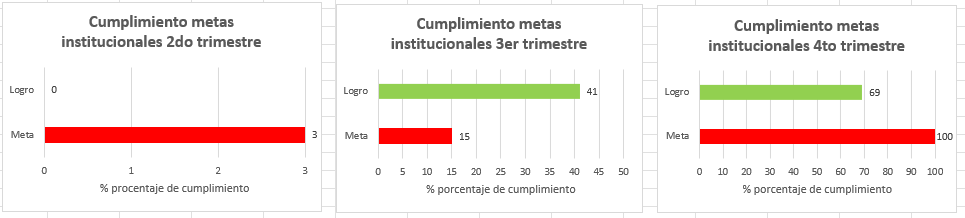 Cumplimiento metas
institucionales 2do trimestre
Logro
0
Meta
3
0
1
2
3
% procentaje de cumplimiento
Cumplimiento metas
institucionales 3er trimestre
Logro
41
Meta
15
0 5 10 15 20 25 30 35 40 45 50
% porcentaje de cumplimiento
Cumplimiento metas
institucionales 4to trimestre
Logro
69
Meta
100
0 10 20 30 40 50 60 70 80 90 100
% porcentaje de cumplimiento